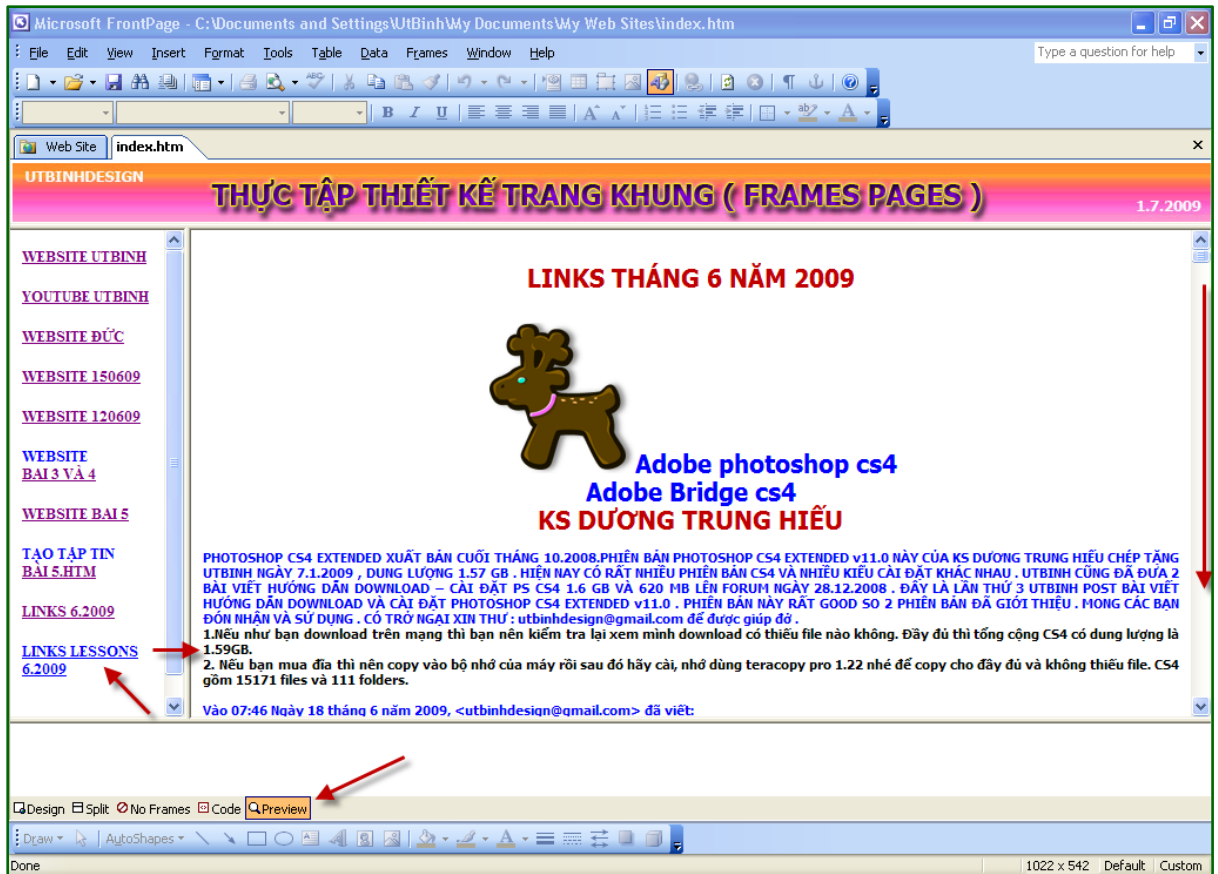 Microsoft FrontPage - C:\Documents and Settings\UtBinh\My Documents\My Web Sites\index.htm
File Edit View Insert Format Tools Table Data Frames Window Help
Type a question for help
B I U
Web Site index.htm
UTBINHDESIGN
THỰC TẬP THIẾT KẾ TRANG KHUNG ( FRAMES PAGES )
1.7.2009
WEBSITE UTBINH
YOUTUBE UTBINH
WEBSITE ĐỨC
WEBSITE 150609
WEBSITE 120609
WEBSITE
BAI 3 VÀ 4
WEBSITE BAI 5
TẠO TẬP TIN
BÀI 5.HTM
LINKS 6.2009
LINKS LESSONS
6.2009
LINKS THÁNG 6 NĂM 2009
Adobe photoshop cs4
Adobe Bridge cs4
KS DƯƠNG TRUNG HIẾU
PHOTOSHOP CS4 EXTENDED XUẤT BẢN CUỐI THÁNG 10.2008.PHIÊN BẢN PHOTOSHOP CS4 EXTENDED v11.0 NÀY CỦA KS DƯƠNG TRUNG HIẾU CHÉP TẶNG
UTBINH NGÀY 7.1.2009 , DUNG LƯỢNG 1.57 GB . HIỆN NAY CÓ RẤT NHIỀU PHIÊN BẢN CS4 VÀ NHIỀU KIỂU CÀI ĐẶT KHÁC NHAU . UTBINH CŨNG ĐÃ ĐƯA 2
BÀI VIẾT HƯỚNG DẪN DOWNLOAD – CÀI ĐẶT PS CS4 1.6 GB VÀ 620 MB LÊN FORUM NGÀY 28.12.2008 . ĐÂY LÀ LẦN THỨ 3 UTBINH POST BÀI VIẾT
HƯỚNG DẪN DOWNLOAD VÀ CÀI ĐẶT PHOTOSHOP CS4 EXTENDED v11.0 . PHIÊN BẢN NÀY RẤT GOOD SO 2 PHIÊN BẢN ĐÃ GIỚI THIỆU . MONG CÁC BẠN
ĐÓN NHẬN VÀ SỬ DỤNG . CÓ TRỞ NGẠI XIN THƯ : utbinhdesign@gmail.com để được giúp đở .
1.Nếu như bạn download trên mạng thì bạn nên kiểm tra lại xem mình download có thiếu file nào không. Đầy đủ thì tổng cộng CS4 có dung lượng là
1.59GB.
2. Nếu bạn mua đĩa thì nên copy vào bộ nhớ của máy rồi sau đó hãy cài, nhớ dùng teracopy pro 1.22 nhé để copy cho đầy đủ và không thiếu file. CS4
gồm 15171 files và 111 folders.
Vào 07:46 Ngày 18 tháng 6 năm 2009, <utbinhdesign@gmail.com> đã viết:
Design Split No Frames Code Preview
Draw AutoShapes
Done 1022 x 542 Default Custom